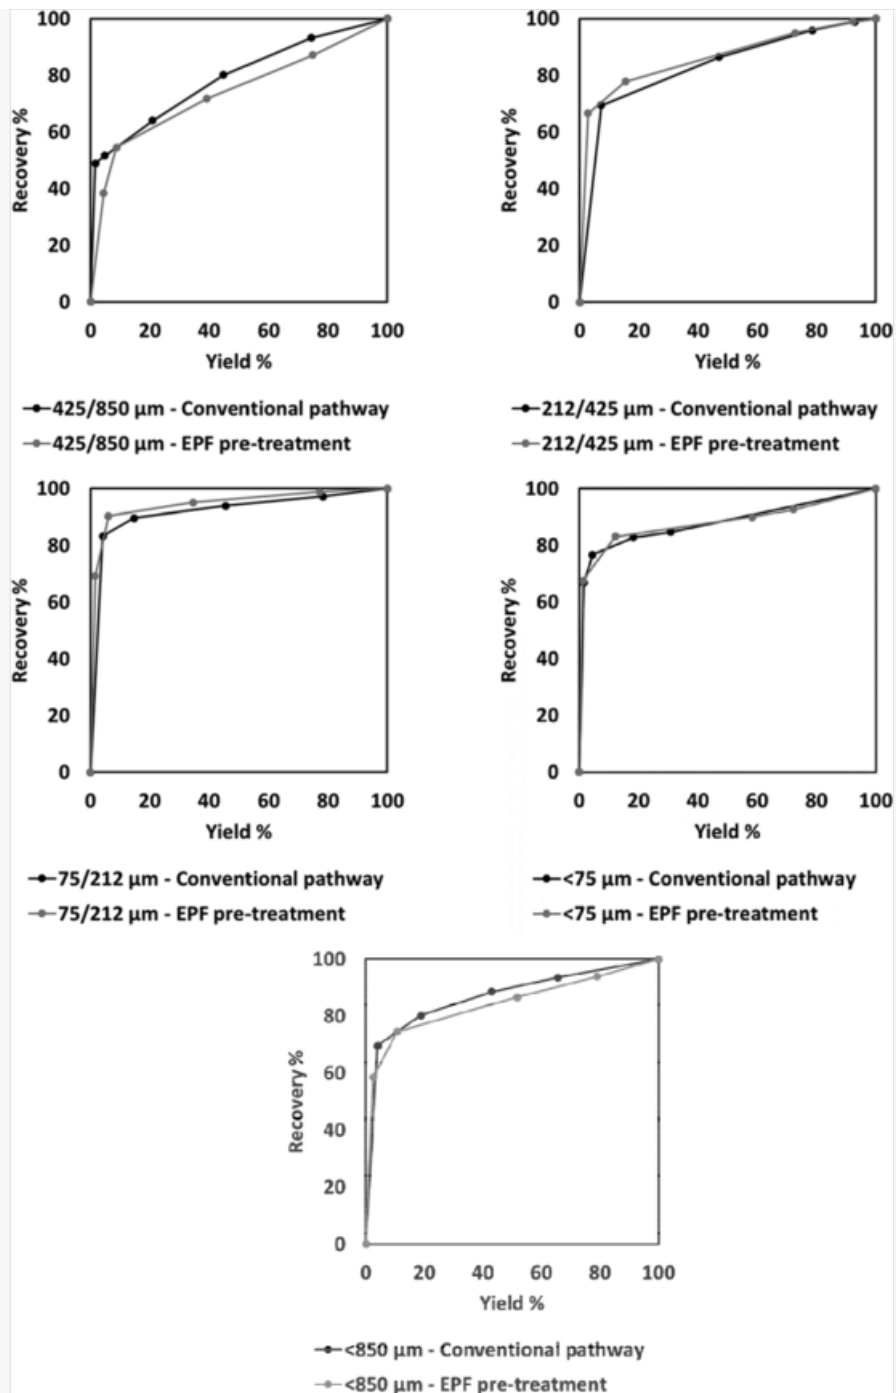 100
80
60
40
20
0
Recovery %
0 20 40 60 80 100
Yield %
425/850 µm - Conventional pathway
425/850 µm - EPF pre-treatment
100
80
60
40
20
0
Recovery %
0 20 40 60 80 100
Yield %
212/425 µm - Conventional pathway
212/425 µm - EPF pre-treatment
100
80
60
40
20
0
Recovery %
0 20 40 60 80 100
Yield %
75/212 µm - Conventional pathway
75/212 µm - EPF pre-treatment
100
80
60
40
20
0
Recovery %
0 20 40 60 80 100
Yield %
<75 µm - Conventional pathway
<75 µm - EPF pre-treatment
100
80
60
40
20
0
Recovery %
0 20 40 60 80 100
Yield %
<850 µm - Conventional pathway
<850 µm - EPF pre-treatment